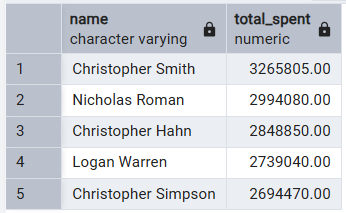 name total_spent
character varying numeric
1 Christopher Smith 3265805.00
2 Nicholas Roman 2994080.00
3 Christopher Hahn 2848850.00
4 Logan Warren 2739040.00
5 Christopher Simpson 2694470.00